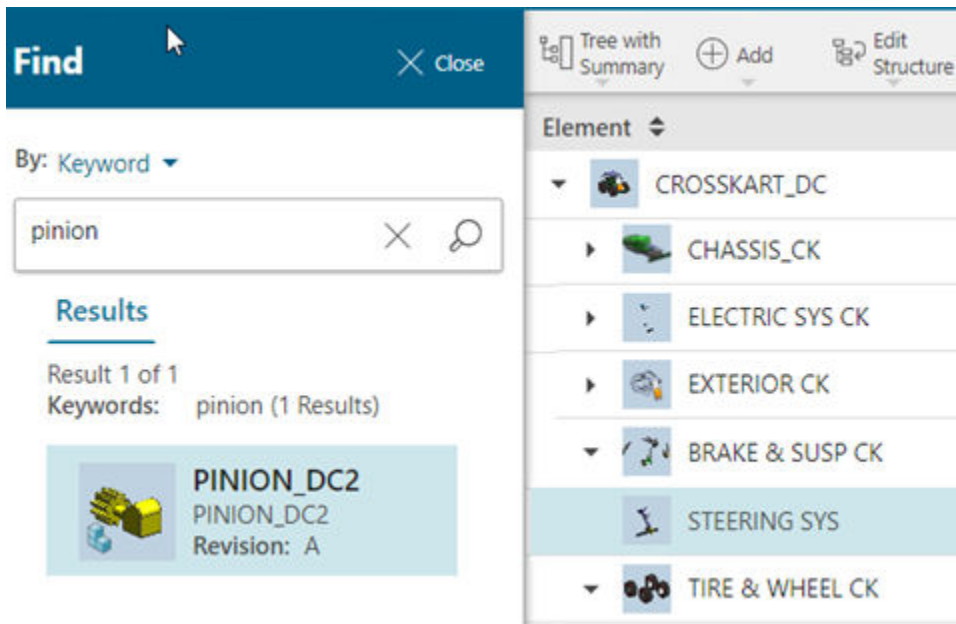 Find
Close
By: Keyword
pinion
Results
Result 1 of 1
Keywords: pinion (1 Results)
PINION_DC2
PINION_DC2
Revision: A
Tree with
Summary
Add
Edit
Structure
Element
CROSSKART_DC
CHASSIS_CK
ELECTRIC SYS CK
EXTERIOR CK
BRAKE & SUSP CK
STEERING SYS
TIRE & WHEEL CK